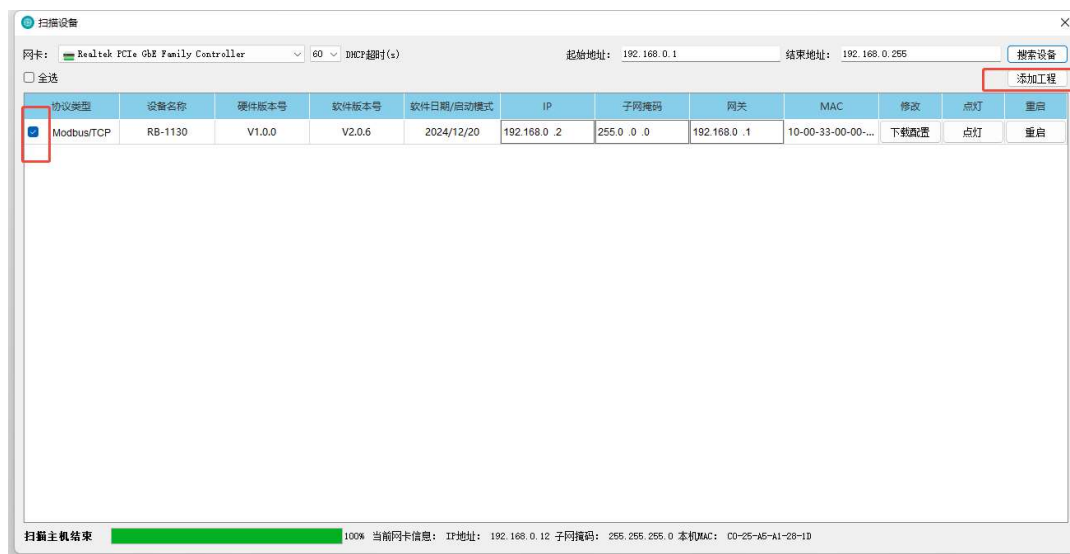 扫描设备
网卡： Realtek PCIe GbE Family Controller 60 DHCP超时(s) 起始地址： 192.168.0.1 结束地址： 192.168.0.255 搜索设备
全选 添加工程
协议类型 设备名称 硬件版本号 软件版本号 软件日期/启动模式 IP 子网掩码 网关 MAC 修改 点灯 重启
Modbus/TCP RB-1130 V1.0.0 V2.0.6 2024/12/20 192.168.0 .2 255.0 .0 .0 192.168.0 .1 10-00-33-00-00-... 下载配置 点灯 重启
扫描主机结束 100% 当前网卡信息： IP地址： 192.168.0.12 子网掩码： 255.255.255.0 本机MAC： C0-25-A5-A1-28-1D